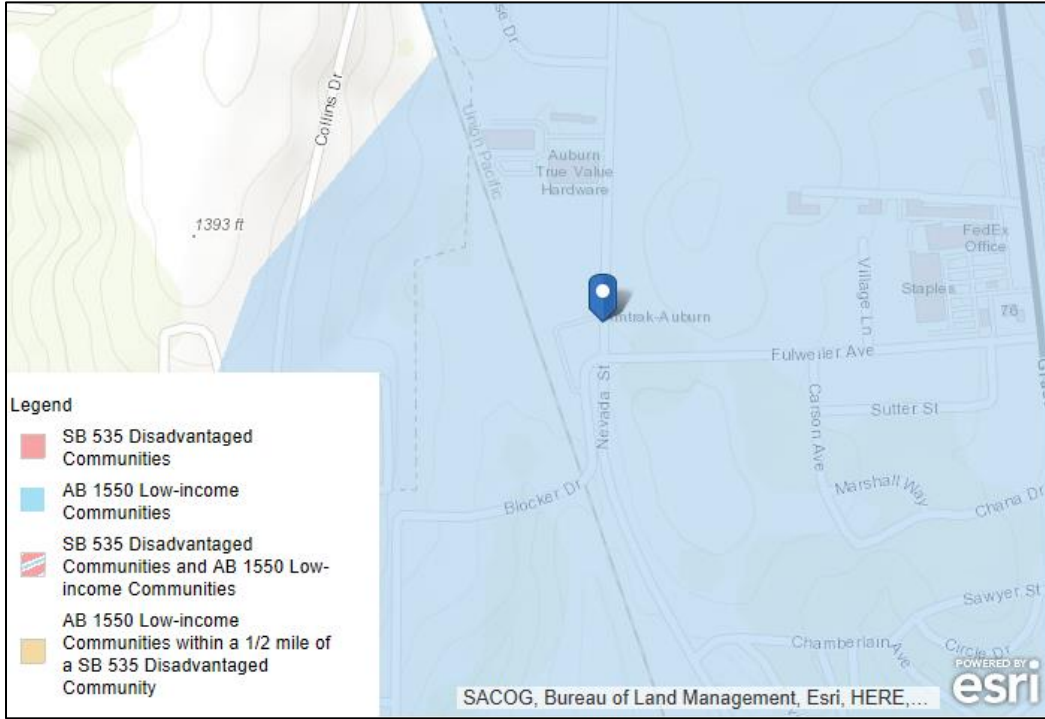 se Dr
Collins Dr
Union Pacific
Auburn
True Value
Hardware
1393 ft
FedEx
Office
Village Ln
Staples
76
mtrak-Auburn
Fulweiler Ave
Nevada St
Carson Ave
Sutter St
Marshall Way
Chana Dr
Blocker Dr
Sawyer St
Chamberlain Ave
Circle Dr
Legend
SB 535 Disadvantaged
Communities
AB 1550 Low-income
Communities
SB 535 Disadvantaged
Communities and AB 1550 Low-
income Communities
AB 1550 Low-income
Communities within a 1/2 mile of
a SB 535 Disadvantaged
Community
SACOG, Bureau of Land Management, Esri, HERE,...
POWERED BY
esri